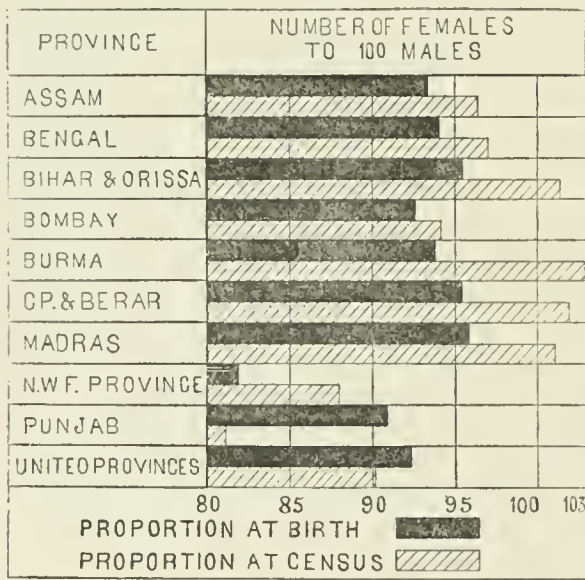 PROVINCE
NUMBER OF FEMALES
TO 100 MALES
ASSAM
BENGAL
BIHAR & ORISSA
BOMBAY
BURMA
C.P. & BERAR
MADRAS
N.W.F. PROVINCE
PUNJAB
UNITED PROVINCES
80 85 90 95 100 103
PROPORTION AT BIRTH
PROPORTION AT CENSUS